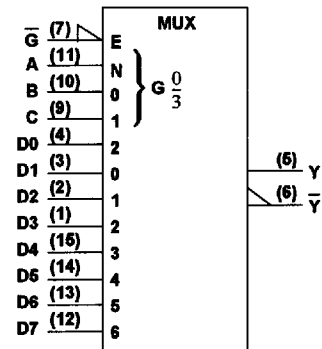 MUX
G̅ (7) E
A (11) N
B (10) 0 } G 0/3
C (9) 1
D0 (4) 2
D1 (3) 0 (5) Y
D2 (2) 1 (6) Y̅
D3 (1) 2
D4 (15) 3
D5 (14) 4
D6 (13) 5
D7 (12) 6